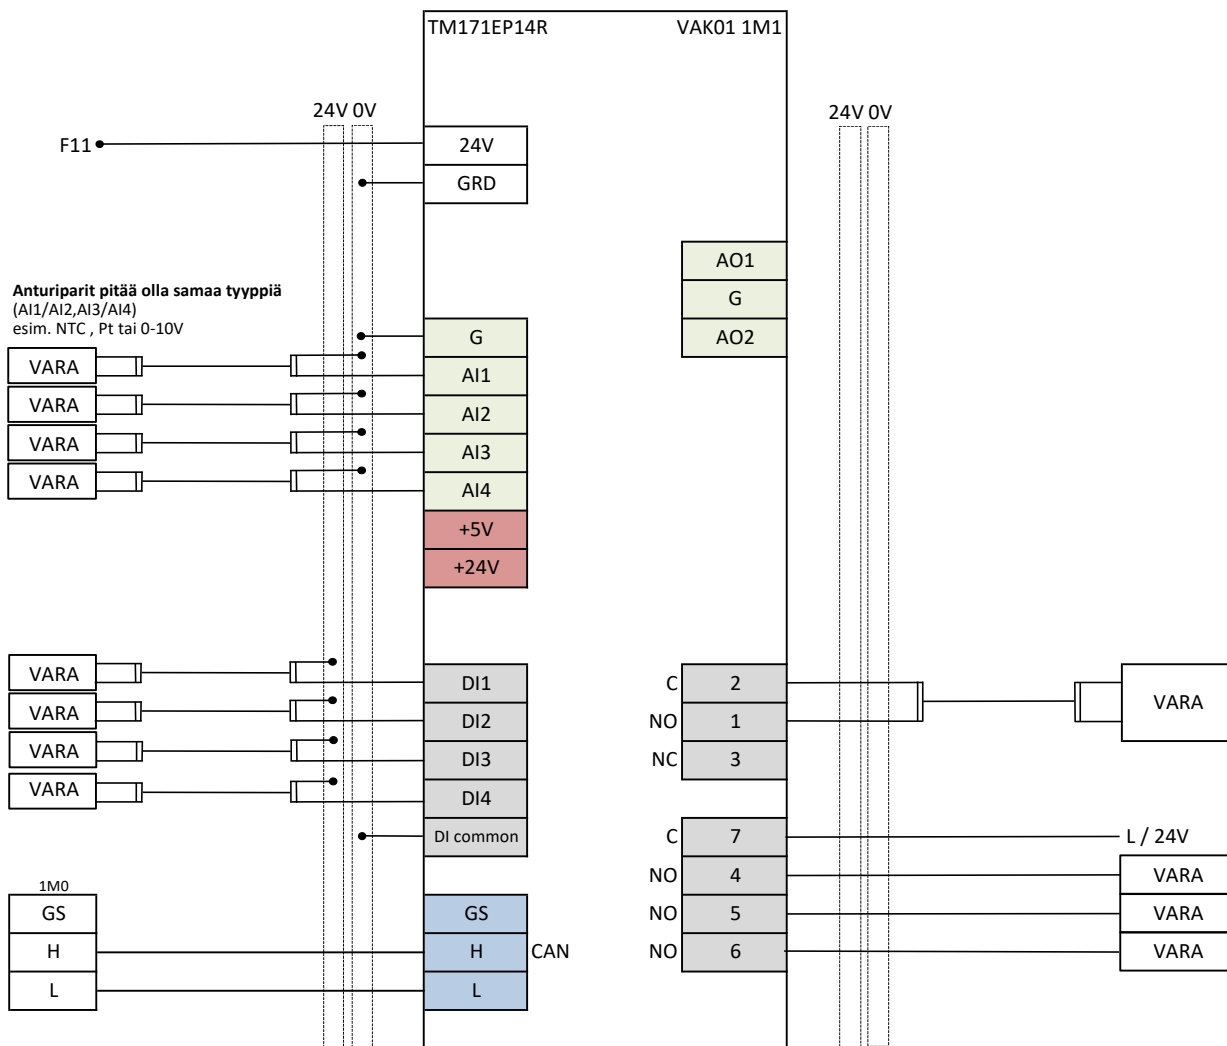 TM171EP14R VAK01 1M1
24V 0V 24V 0V
F11 24V
GRD
AO1
G
AO2
Anturiparit pitää olla samaa tyyppiä
(AI1/AI2,AI3/AI4)
esim. NTC , Pt tai 0-10V
G
VARA AI1
VARA AI2
VARA AI3
VARA AI4
+5V
+24V
VARA DI1 C 2 VARA
VARA DI2 NO 1
VARA DI3 NC 3
VARA DI4
DI common C 7 L / 24V
NO 4 VARA
1M0
GS GS NO 5 VARA
H H CAN NO 6 VARA
L L